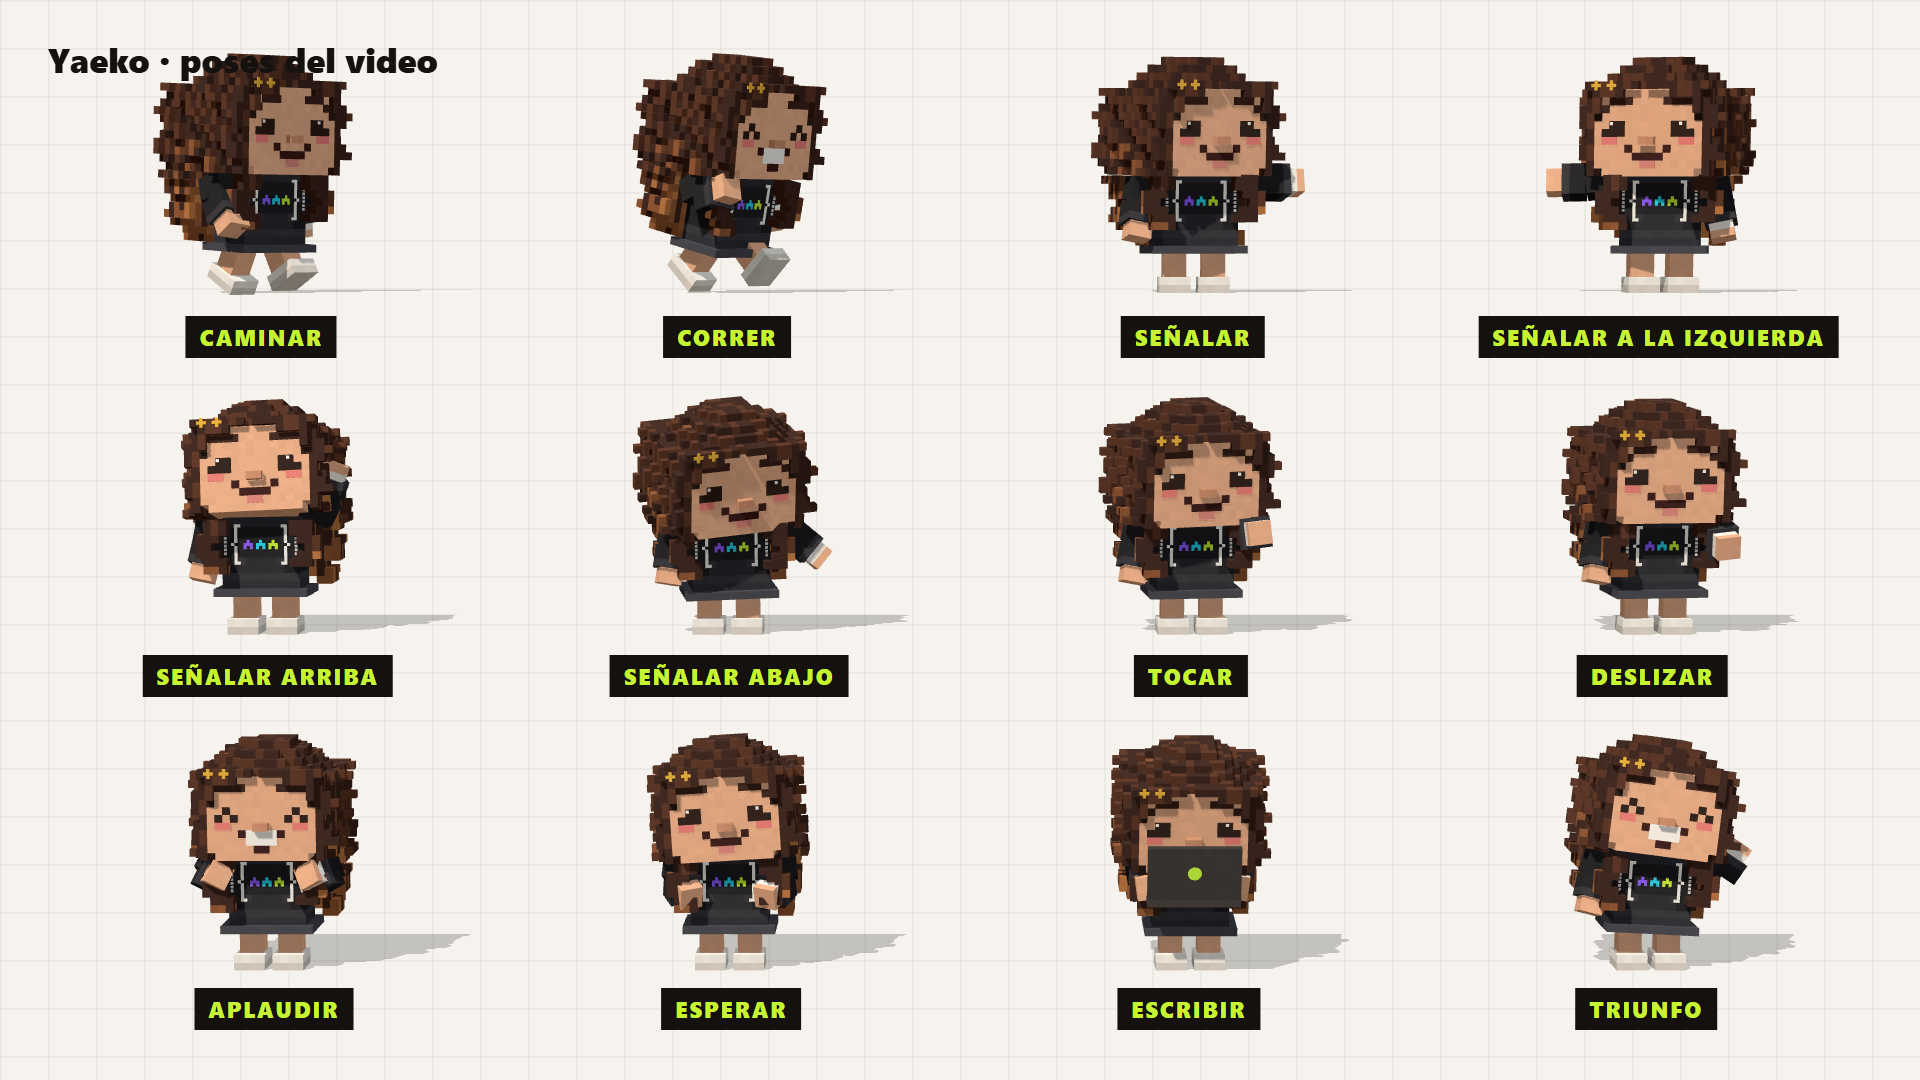 Yaeko • poses del video
CAMINAR
CORRER
SEÑALAR
SEÑALAR A LA IZQUIERDA
SEÑALAR ARRIBA
SEÑALAR ABAJO
TOCAR
DESLIZAR
APLAUDIR
ESPERAR
ESCRIBIR
TRIUNFO